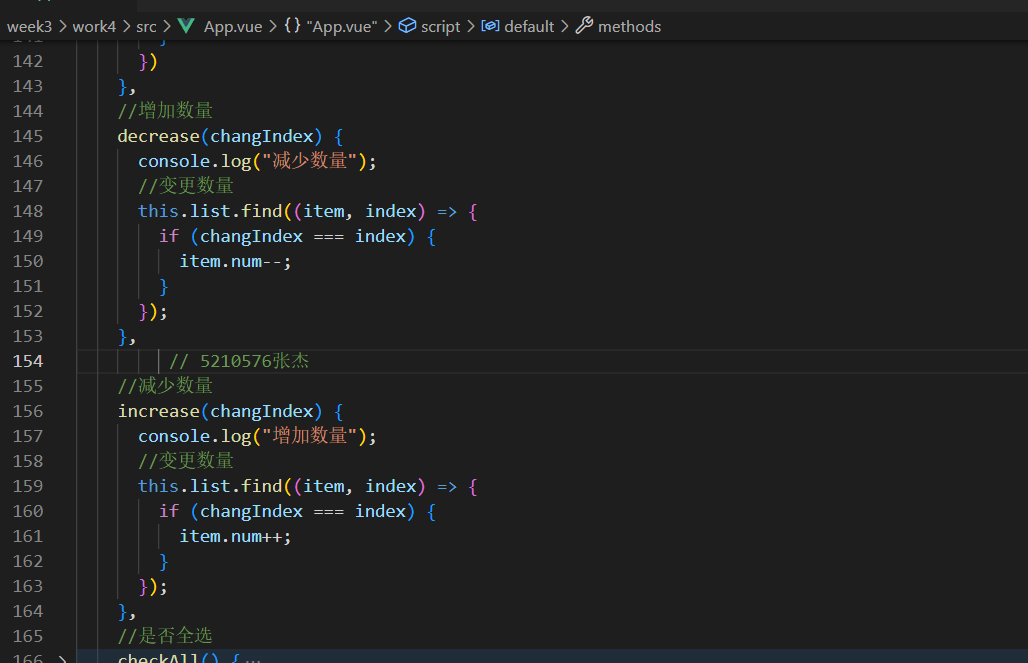 week3 > work4 > src > App.vue > {} "App.vue" > script > default > methods
142 })
143 },
144 //增加数量
145 decrease(changIndex) {
146 console.log("减少数量");
147 //变更数量
148 this.list.find((item, index) => {
149 if (changIndex === index) {
150 item.num--;
151 }
152 });
153 },
154 // 5210576张杰
155 //减少数量
156 increase(changIndex) {
157 console.log("增加数量");
158 //变更数量
159 this.list.find((item, index) => {
160 if (changIndex === index) {
161 item.num++;
162 }
163 });
164 },
165 //是否全选
166 > checkAll() { …